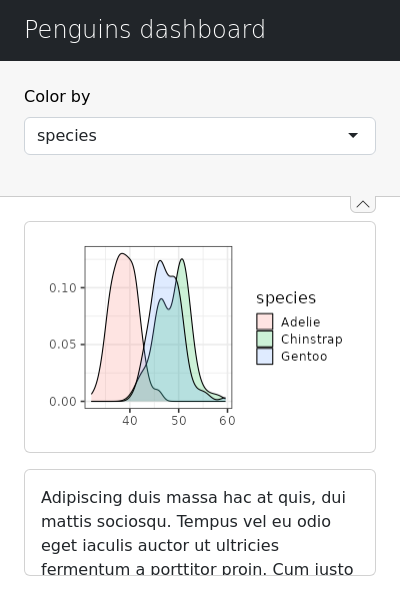 Penguins dashboard
Color by
species
0.10
0.05
0.00
40 50 60
species
Adelie
Chinstrap
Gentoo
Adipiscing duis massa hac at quis, dui
mattis sociosqu. Tempus vel eu odio
eget iaculis auctor ut ultricies
fermentum a porttitor proin. Cum iusto